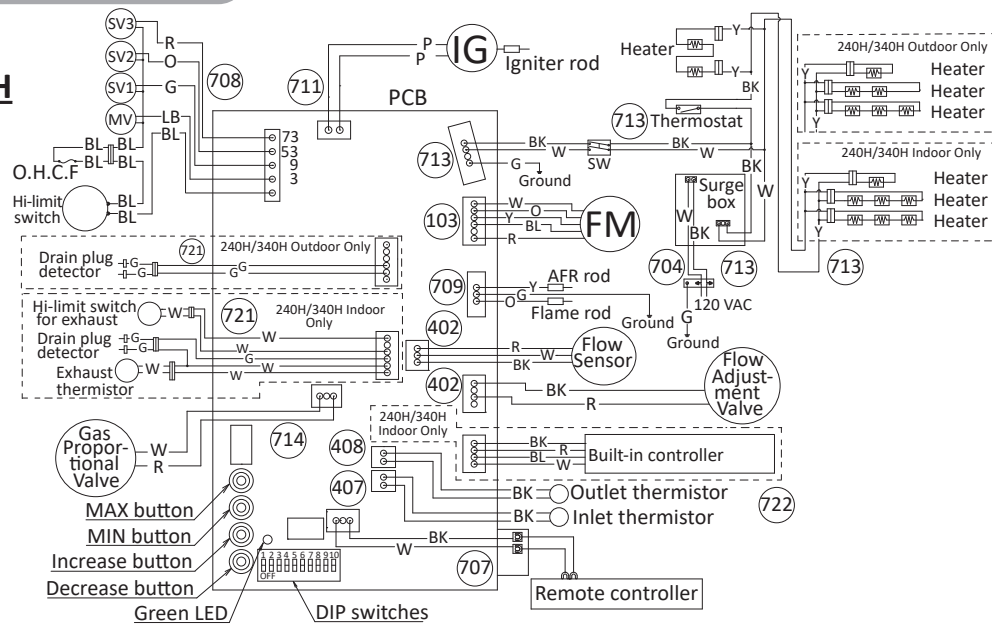 H
SV3
SV2
SV1
MV
R
O
G
LB
BL
708
BL
BL
BL
BL
O.H.C.F
Hi-limit
switch
BL
BL
73
53
9
3
711
P
P
IG
Igniter rod
PCB
713
BK
W
G
Ground
SW
BK
W
713
Thermostat
Heater
Y
Y
BK
BK
W
Y
240H/340H Outdoor Only
Y
Heater
Heater
Heater
Y
240H/340H Indoor Only
Y
Heater
Heater
Heater
Y
713
Surge
box
W
BK
704
713
120 VAC
G
Ground
103
W
O
Y
BL
R
FM
709
Y
G
O
AFR rod
Flame rod
Ground
721
240H/340H Outdoor Only
Drain plug
detector
G
G
G
G
Hi-limit switch
for exhaust
W
721
240H/340H Indoor
Only
Drain plug
detector
G
G
Exhaust
thermistor
W
W
W
G
W
W
402
R
W
BK
Flow
Sensor
402
BK
R
Flow
Adjust-
ment
Valve
240H/340H
Indoor Only
BK
R
BL
W
Built-in controller
722
Gas
Propor-
tional
Valve
W
R
714
408
407
BK
Outlet thermistor
BK
Inlet thermistor
MAX button
MIN button
Increase button
Decrease button
Green LED
1 2 3 4 5 6 7 8 9 10
OFF
DIP switches
BK
W
707
Remote controller